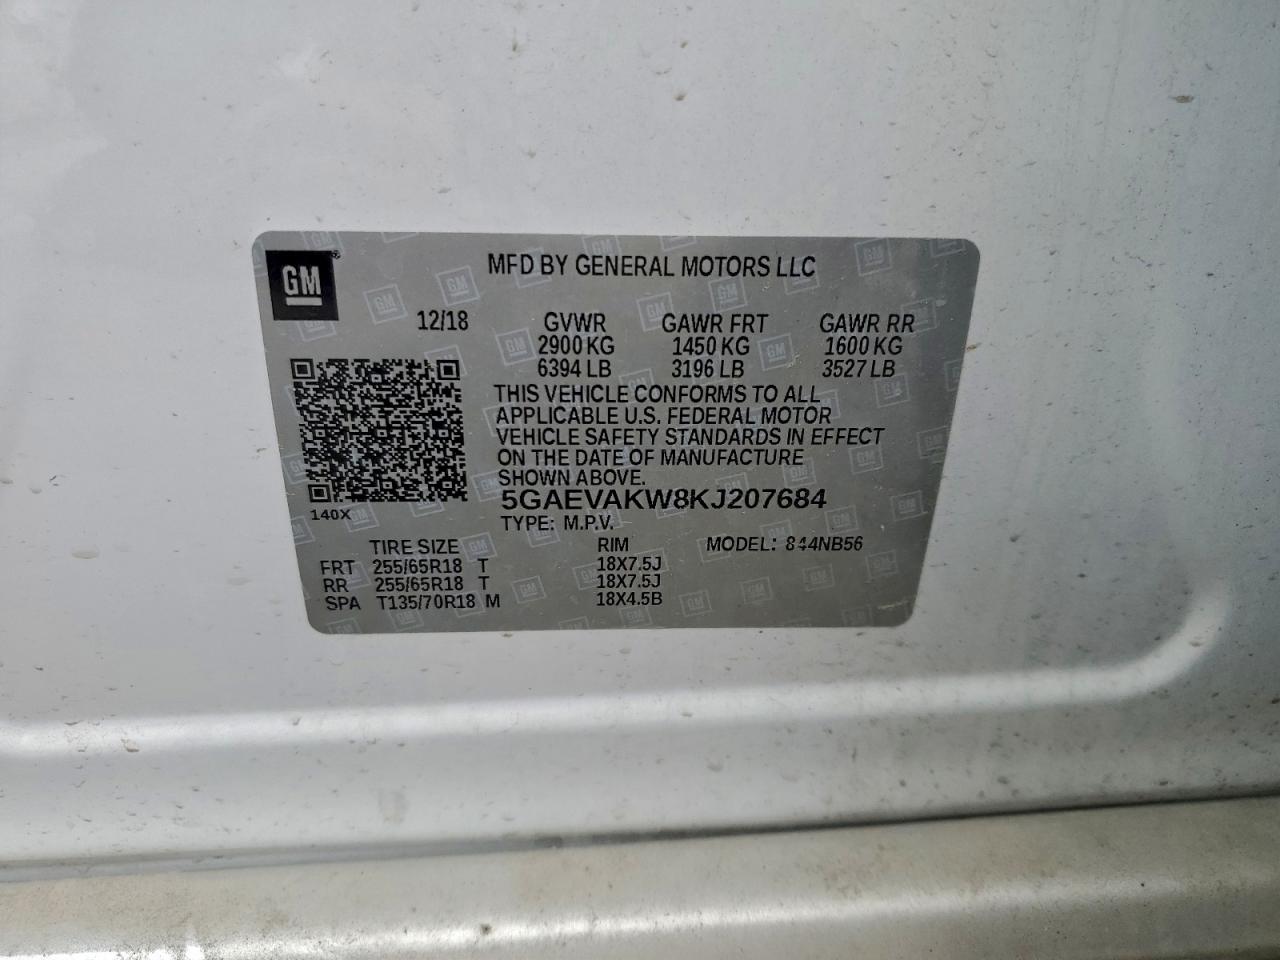 GM
MFD BY GENERAL MOTORS LLC
12/18 GVWR GAWR FRT GAWR RR
2900 KG 1450 KG 1600 KG
6394 LB 3196 LB 3527 LB
THIS VEHICLE CONFORMS TO ALL
APPLICABLE U.S. FEDERAL MOTOR
VEHICLE SAFETY STANDARDS IN EFFECT
ON THE DATE OF MANUFACTURE
SHOWN ABOVE.
5GAEVAKW8KJ207684
140X
TYPE: M.P.V.
TIRE SIZE RIM MODEL: 844NB56
FRT 255/65R18 T 18X7.5J
RR 255/65R18 T 18X7.5J
SPA T135/70R18 M 18X4.5B